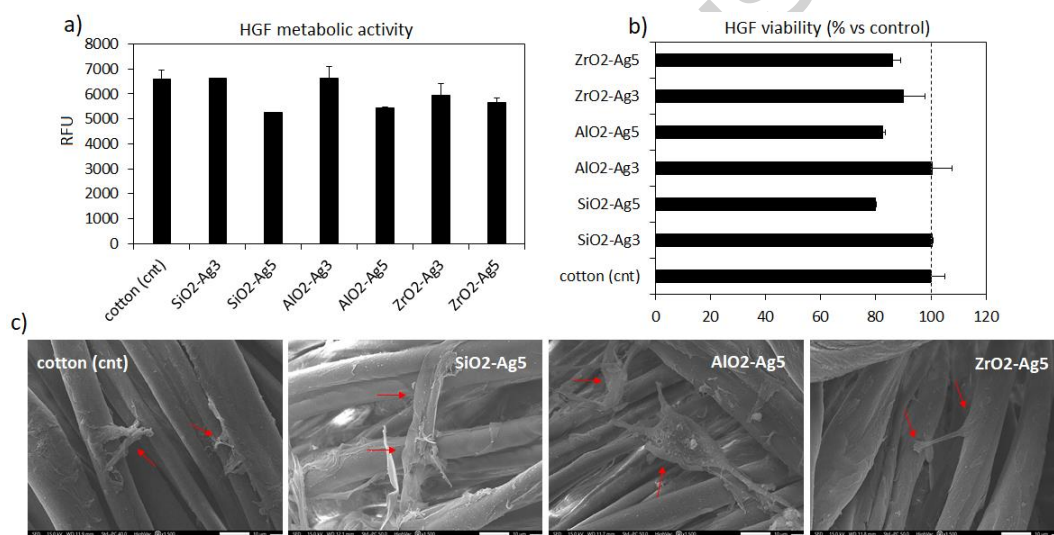 a)
HGF metabolic activity
8000
7000
6000
5000
4000
3000
2000
1000
0
RFU
cotton (cnt)
SiO2-Ag3
SiO2-Ag5
AlO2-Ag3
AlO2-Ag5
ZrO2-Ag3
ZrO2-Ag5
b)
HGF viability (% vs control)
ZrO2-Ag5
ZrO2-Ag3
AlO2-Ag5
AlO2-Ag3
SiO2-Ag5
SiO2-Ag3
cotton (cnt)
0 20 40 60 80 100 120
c)
cotton (cnt)
SiO2-Ag5
AlO2-Ag5
ZrO2-Ag5